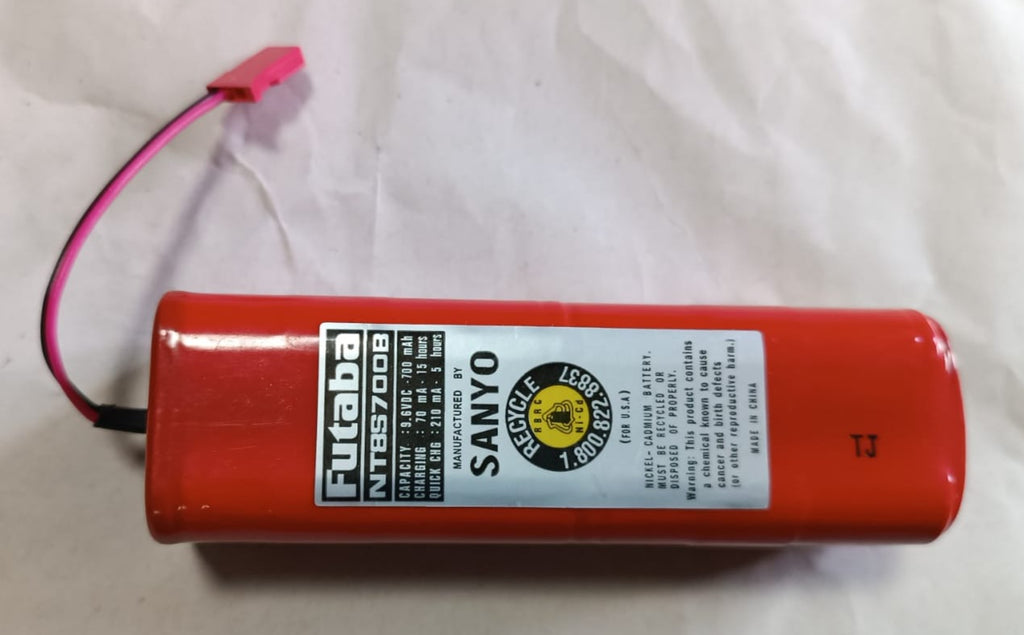 Futaba
NT8S700B
CAPACITY :9.6VDC ·700 mAh
CHARGING : 70 mA · 15 hours
QUICK CHG : 210 mA · 5 hours
MANUFACTURED BY
SANYO
RECYCLE
RBRC
Ni-Cd
1.800.822.8837
(FOR U.S.A)
NICKEL-CADMIUM BATTERY.
MUST BE RECYCLED OR
DISPOSED OF PROPERLY.
Warning: This product contains
a chemical known to cause
cancer and birth defects
(or other reproductive harm.)
MADE IN CHINA
TJ